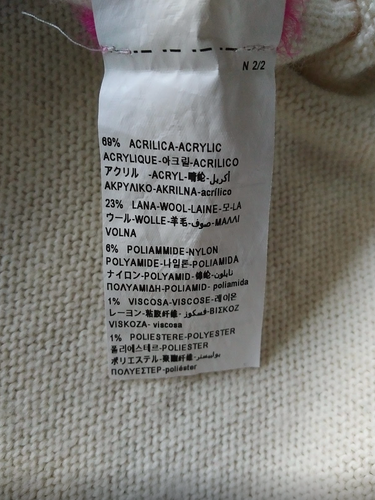 N 2/2
69% ACRILICA-ACRYLIC
ACRYLIQUE-아크릴-ACRILICO
アクリル -ACRYL-腈纶-أكريل
ΑΚΡΥΛΙΚΟ-AKRILNA-acrílico
23% LANA-WOOL-LAINE-모-LA
ウール-WOLLE-羊毛-صوف-ΜΑΛΛΙ
VOLNA
6% POLIAMMIDE-NYLON
POLYAMIDE-나일론-POLIAMIDA
ナイロン-POLYAMID-نايلون
ΠΟΛΥΑΜΙΔΗ-POLIAMID- poliamida
1% VISCOSA-VISCOSE-레이온
レーヨン-粘胶纤维-فسكوز-ΒΙΣΚΟΖ
VISKOZA- viscosa
1% POLIESTERE-POLYESTER
폴리에스테르-POLIESTER
ポリエステル-聚酯纤维-بوليستر
ΠΟΛΥΕΣΤΕΡ-poliéster